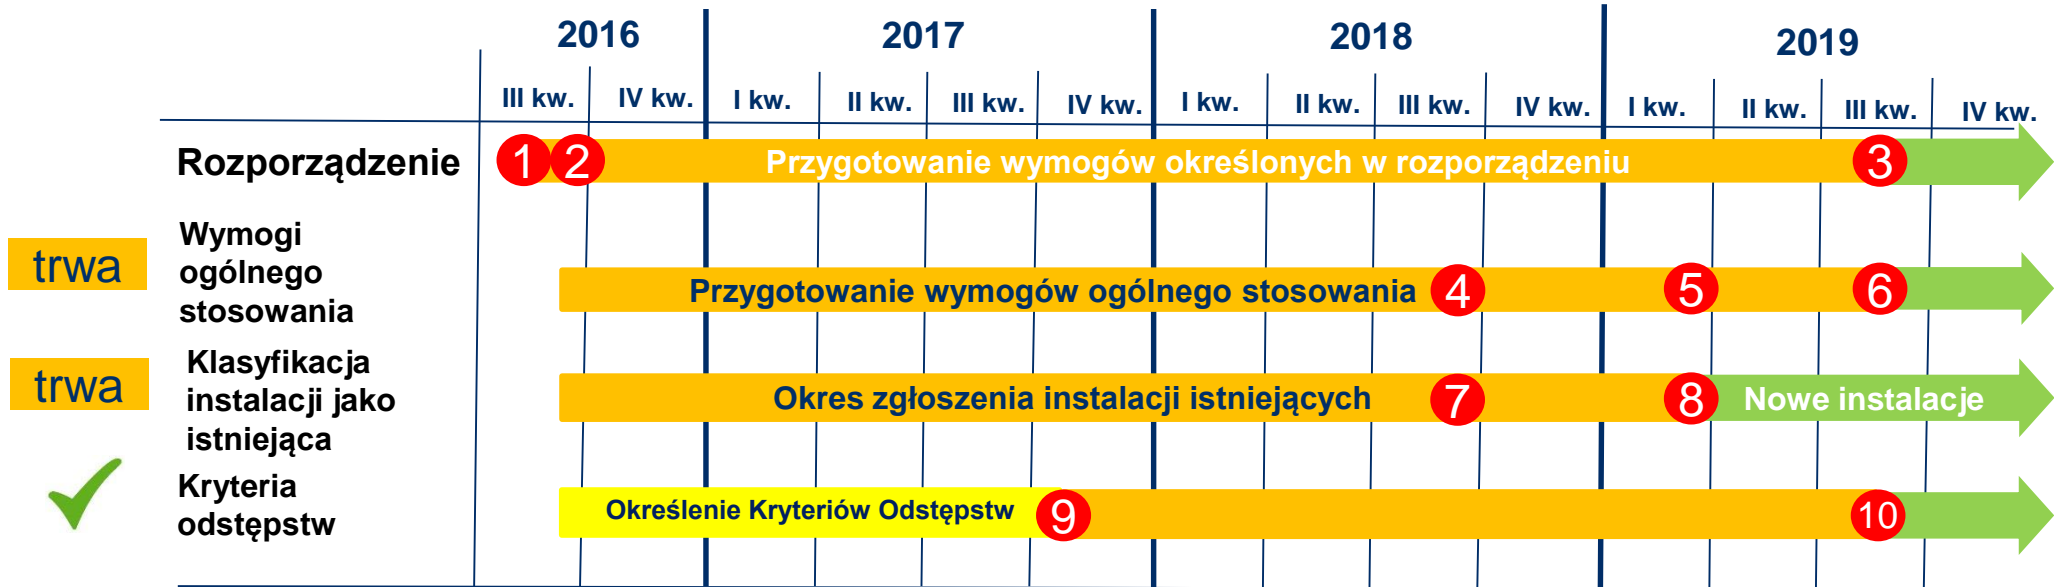 2016 2017 2018 2019
III kw. IV kw. I kw. II kw. III kw. IV kw. I kw. II kw. III kw. IV kw. I kw. II kw. III kw. IV kw.
Rozporządzenie 1 2 Przygotowanie wymogów określonych w rozporządzeniu 3
trwa
Wymogi
ogólnego
stosowania
Przygotowanie wymogów ogólnego stosowania 4 5 6
trwa
Klasyfikacja
instalacji jako
istniejąca
Okres zgłoszenia instalacji istniejących 7 8 Nowe instalacje
Kryteria
odstępstw
Określenie Kryteriów Odstępstw 9 10